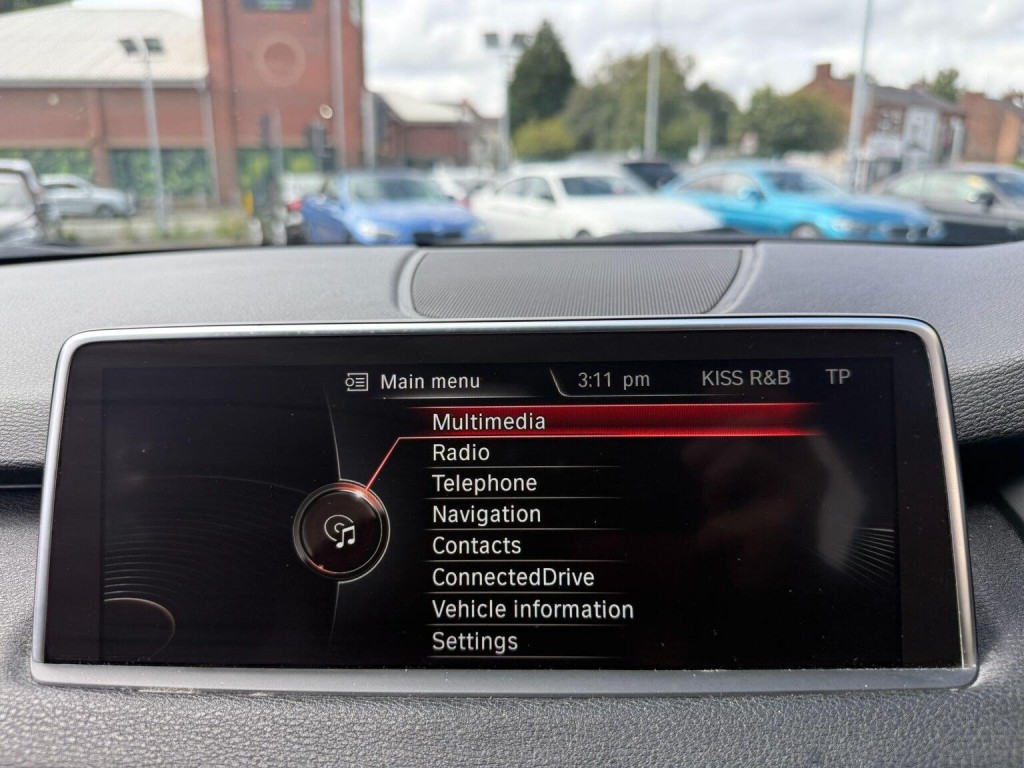 Main menu 3:11 pm KISS R&B TP
Multimedia
Radio
Telephone
Navigation
Contacts
ConnectedDrive
Vehicle information
Settings